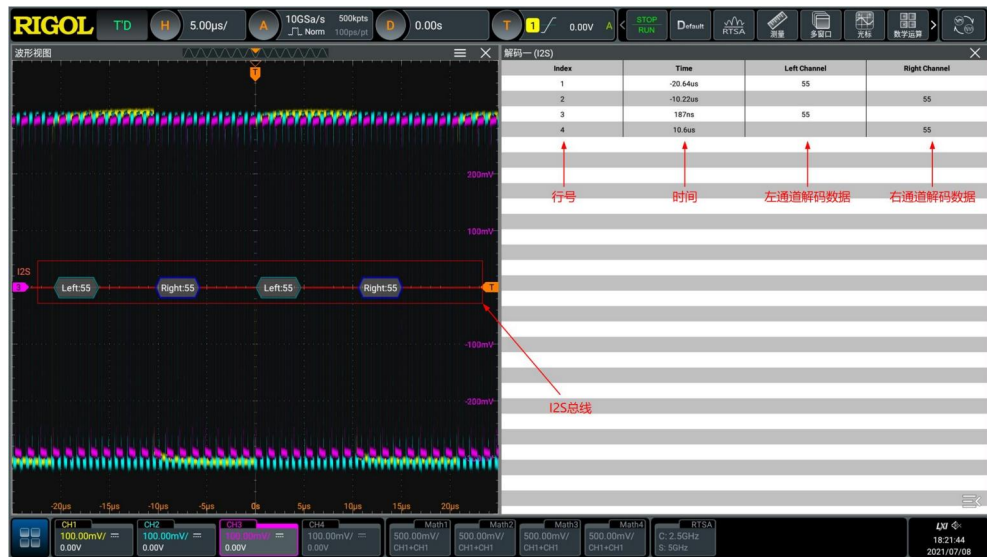 RIGOL T'D H 5.00μs/ A 10GSa/s 500kpts Norm 100ps/pt D 0.00s T 1 0.00V A STOP RUN Default RTSA 测量 多窗口 光标 数学运算
波形视图
解码一 (I2S)
Index Time Left Channel Right Channel
1 -20.64us 55
2 -10.22us 55
3 187ns 55
4 10.6us 55
行号 时间 左通道解码数据 右通道解码数据
T
200mV
100mV
I2S
3 Left:55 Right:55 Left:55 Right:55 T
-100mV
-200mV
I2S总线
-20μs -15μs -10μs -5μs 0s 5μs 10μs 15μs 20μs
CH1 CH2 CH3 CH4 Math1 Math2 Math3 Math4 RTSA
100.00mV/ 100.00mV/ 100.00mV/ 500.00mV/ 500.00mV/ 500.00mV/ 500.00mV/ C: 2.5GHz
0.00V 0.00V 0.00V 0.00V CH1+CH1 CH1+CH1 CH1+CH1 CH1+CH1 S: 5GHz
LXI
18:21:44
2021/07/08